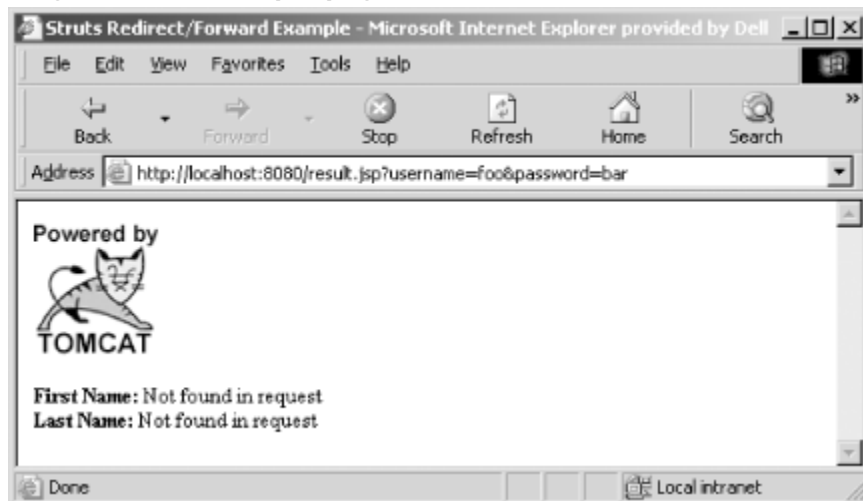 Struts Redirect/Forward Example - Microsoft Internet Explorer provided by Dell
File Edit View Favorites Tools Help
Back Forward Stop Refresh Home Search »
Address http://localhost:8080/result.jsp?username=foo&password=bar
Powered by
TOMCAT
First Name: Not found in request
Last Name: Not found in request
Done Local intranet